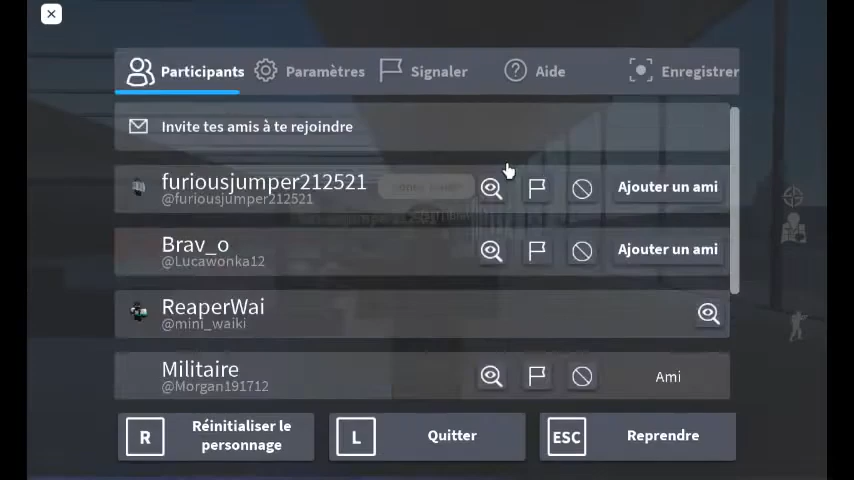 Participants Paramètres Signaler Aide Enregistrer
Invite tes amis à te rejoindre
furiousjumper212521
@furiousjumper212521
Ajouter un ami
Brav_o
@Lucawonka12
Ajouter un ami
ReaperWai
@mini_waiki
Militaire
@Morgan191712
Ami
R Réinitialiser le personnage
L Quitter
ESC Reprendre